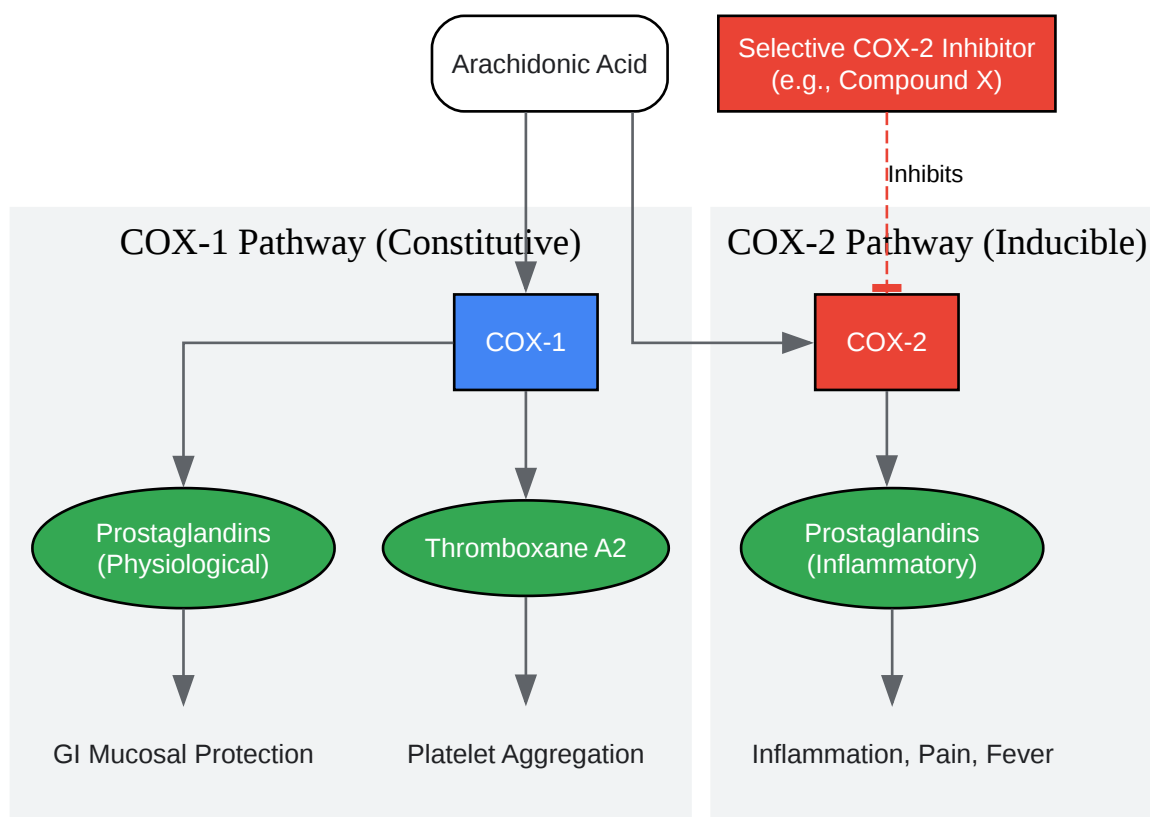 Arachidonic Acid
Selective COX-2 Inhibitor
(e.g., Compound X)
Inhibits
COX-1 Pathway (Constitutive)
COX-2 Pathway (Inducible)
COX-1
COX-2
Prostaglandins
(Physiological)
Thromboxane A2
Prostaglandins
(Inflammatory)
GI Mucosal Protection
Platelet Aggregation
Inflammation, Pain, Fever